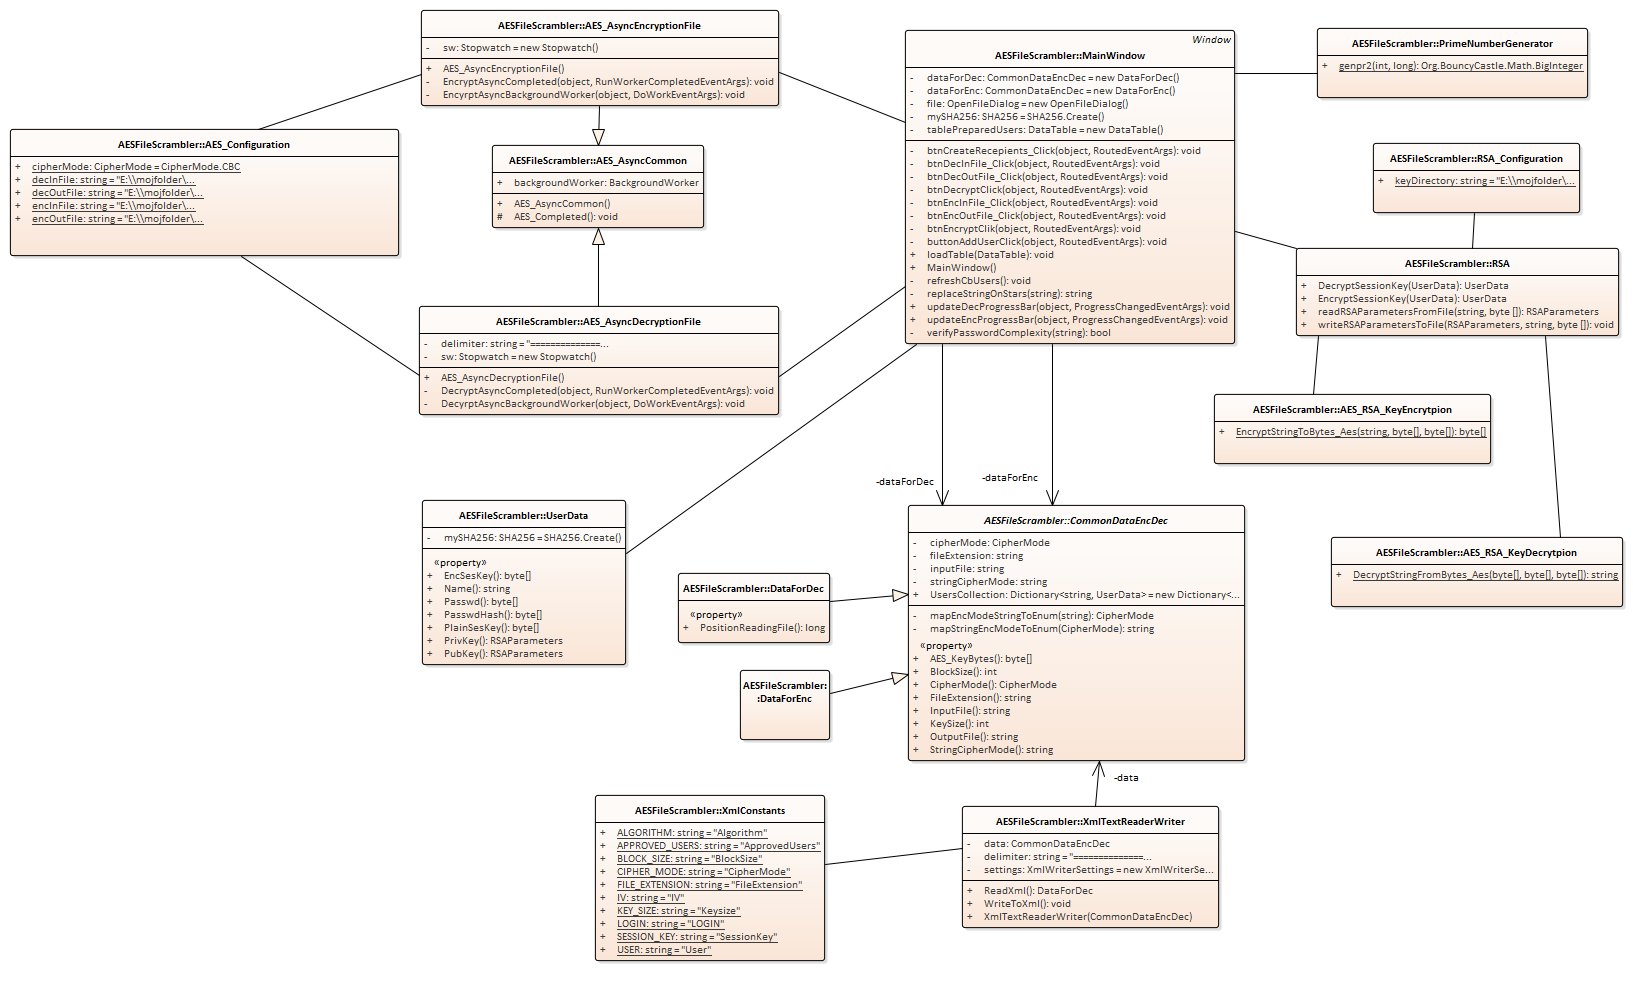 AESFileScrambler::AES_AsyncEncryptionFile
- sw: Stopwatch = new Stopwatch()
+ AES_AsyncEncryptionFile()
- EncryptAsyncCompleted(object, RunWorkerCompletedEventArgs): void
- EncyrptAsyncBackgroundWorker(object, DoWorkEventArgs): void
Window
AESFileScrambler::MainWindow
- dataForDec: CommonDataEncDec = new DataForDec()
- dataForEnc: CommonDataEncDec = new DataForEnc()
- file: OpenFileDialog = new OpenFileDialog()
- mySHA256: SHA256 = SHA256.Create()
- tablePreparedUsers: DataTable = new DataTable()
- btnCreateRecepients_Click(object, RoutedEventArgs): void
- btnDecInFile_Click(object, RoutedEventArgs): void
- btnDecOutFile_Click(object, RoutedEventArgs): void
- btnDecryptClick(object, RoutedEventArgs): void
- btnEncInFile_Click(object, RoutedEventArgs): void
- btnEncOutFile_Click(object, RoutedEventArgs): void
- btnEncryptClik(object, RoutedEventArgs): void
- buttonAddUserClick(object, RoutedEventArgs): void
+ loadTable(DataTable): void
+ MainWindow()
- refreshCbUsers(): void
- replaceStringOnStars(string): string
+ updateDecProgressBar(object, ProgressChangedEventArgs): void
+ updateEncProgressBar(object, ProgressChangedEventArgs): void
- verifyPasswordComplexity(string): bool
AESFileScrambler::PrimeNumberGenerator
+ genpr2(int, long): Org.BouncyCastle.Math.BigInteger
AESFileScrambler::AES_Configuration
+ cipherMode: CipherMode = CipherMode.CBC
+ decInFile: string = "E:\\mojfolder\...
+ decOutFile: string = "E:\\mojfolder\...
+ encInFile: string = "E:\\mojfolder\...
+ encOutFile: string = "E:\\mojfolder\...
AESFileScrambler::AES_AsyncCommon
+ backgroundWorker: BackgroundWorker
+ AES_AsyncCommon()
# AES_Completed(): void
AESFileScrambler::RSA_Configuration
+ keyDirectory: string = "E:\\mojfolder\...
AESFileScrambler::RSA
+ DecryptSessionKey(UserData): UserData
+ EncryptSessionKey(UserData): UserData
+ readRSAParametersFromFile(string, byte []): RSAParameters
+ writeRSAParametersToFile(RSAParameters, string, byte []): void
AESFileScrambler::AES_AsyncDecryptionFile
- delimiter: string = "==============...
- sw: Stopwatch = new Stopwatch()
+ AES_AsyncDecryptionFile()
- DecryptAsyncCompleted(object, RunWorkerCompletedEventArgs): void
- DecyrptAsyncBackgroundWorker(object, DoWorkEventArgs): void
AESFileScrambler::AES_RSA_KeyEncrytpion
+ EncryptStringToBytes_Aes(string, byte[], byte[]): byte[]
-dataForDec
-dataForEnc
AESFileScrambler::UserData
- mySHA256: SHA256 = SHA256.Create()
«property»
+ EncSesKey(): byte[]
+ Name(): string
+ Passwd(): byte[]
+ PasswdHash(): byte[]
+ PlainSesKey(): byte[]
+ PrivKey(): RSAParameters
+ PubKey(): RSAParameters
AESFileScrambler::CommonDataEncDec
- cipherMode: CipherMode
- fileExtension: string
- inputFile: string
- stringCipherMode: string
+ UsersCollection: Dictionary<string, UserData> = new Dictionary<...
- mapEncModeStringToEnum(string): CipherMode
- mapStringEncModeToEnum(CipherMode): string
«property»
+ AES_KeyBytes(): byte[]
+ BlockSize(): int
+ CipherMode(): CipherMode
+ FileExtension(): string
+ InputFile(): string
+ KeySize(): int
+ OutputFile(): string
+ StringCipherMode(): string
AESFileScrambler::AES_RSA_KeyDecrytpion
+ DecryptStringFromBytes_Aes(byte[], byte[], byte[]): string
AESFileScrambler::DataForDec
«property»
+ PositionReadingFile(): long
AESFileScrambler:
:DataForEnc
-data
AESFileScrambler::XmlConstants
+ ALGORITHM: string = "Algorithm"
+ APPROVED_USERS: string = "ApprovedUsers"
+ BLOCK_SIZE: string = "BlockSize"
+ CIPHER_MODE: string = "CipherMode"
+ FILE_EXTENSION: string = "FileExtension"
+ IV: string = "IV"
+ KEY_SIZE: string = "Keysize"
+ LOGIN: string = "LOGIN"
+ SESSION_KEY: string = "SessionKey"
+ USER: string = "User"
AESFileScrambler::XmlTextReaderWriter
- data: CommonDataEncDec
- delimiter: string = "==============...
- settings: XmlWriterSettings = new XmlWriterSe...
+ ReadXml(): DataForDec
+ WriteToXml(): void
+ XmlTextReaderWriter(CommonDataEncDec)